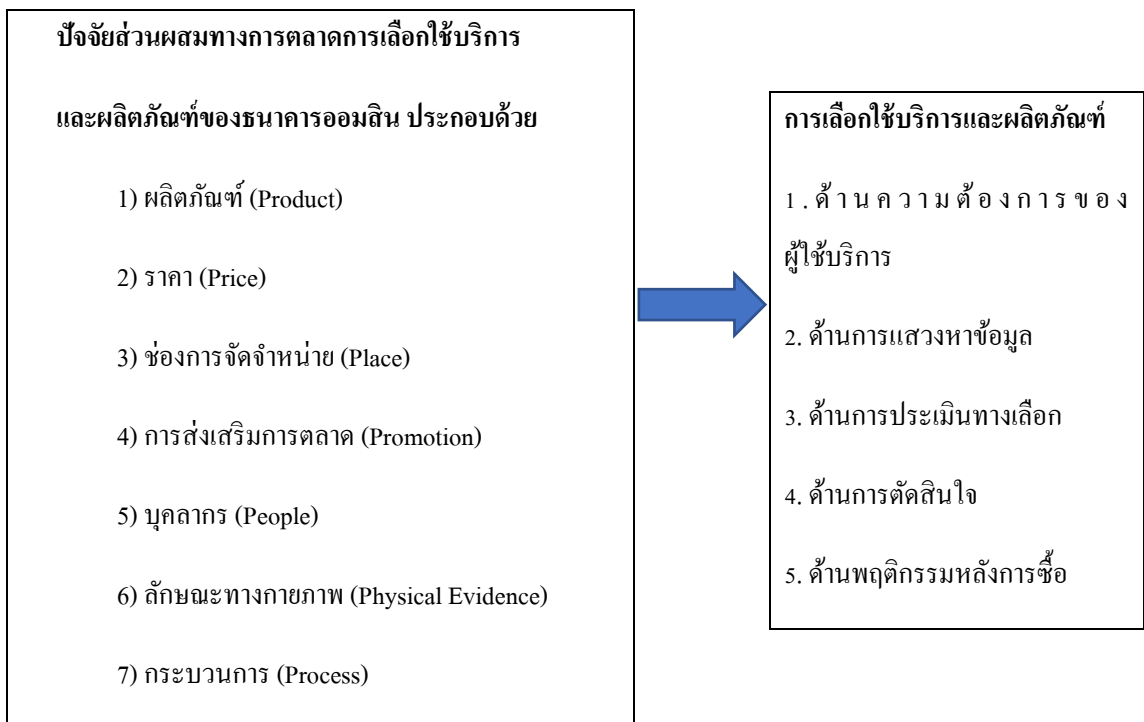 ปัจจัยส่วนผสมทางการตลาดการเลือกใช้บริการ
และผลิตภัณฑ์ของธนาคารออมสิน ประกอบด้วย
1) ผลิตภัณฑ์ (Product)
2) ราคา (Price)
3) ช่องการจัดจำหน่าย (Place)
4) การส่งเสริมการตลาด (Promotion)
5) บุคลากร (People)
6) ลักษณะทางกายภาพ (Physical Evidence)
7) กระบวนการ (Process)
การเลือกใช้บริการและผลิตภัณฑ์
1. ด้านความต้องการของ
ผู้ใช้บริการ
2. ด้านการแสวงหาข้อมูล
3. ด้านการประเมินทางเลือก
4. ด้านการตัดสินใจ
5. ด้านพฤติกรรมหลังการซื้อ